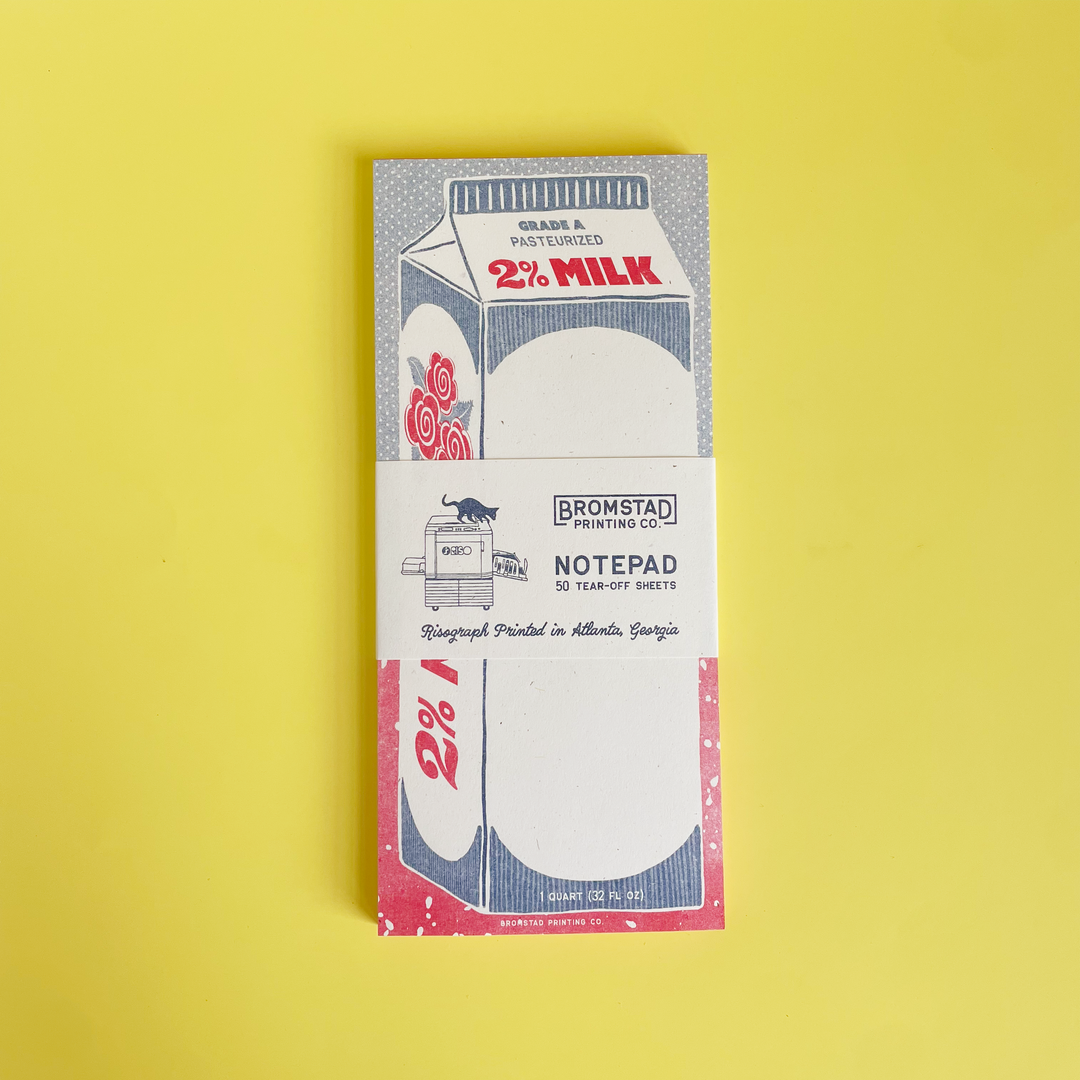 GRADE A
PASTEURIZED
2% MILK
BROMSTAD
PRINTING CO.
RISO
NOTEPAD
50 TEAR-OFF SHEETS
Risograph Printed in Atlanta, Georgia
2%
1 QUART (32 FL OZ)
BROMSTAD PRINTING CO.